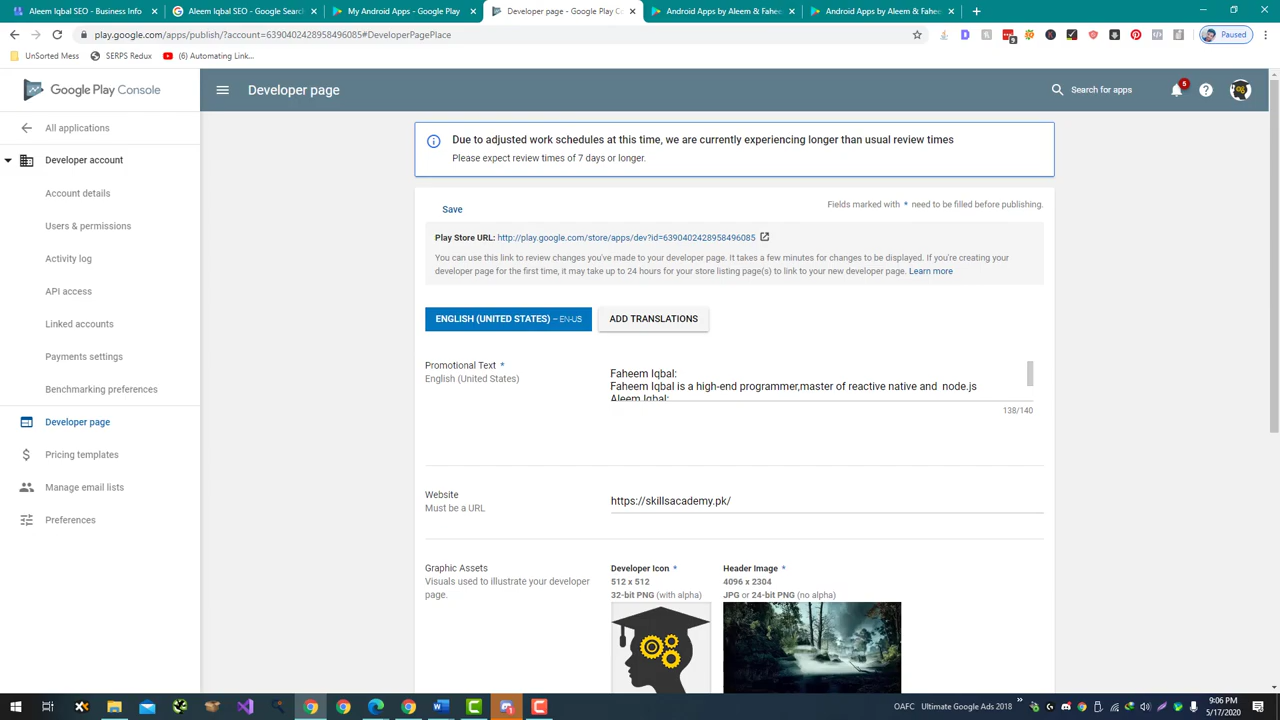 Aleem Iqbal SEO - Business Info
Aleem Iqbal SEO - Google Search
My Android Apps - Google Play
Developer page - Google Play Co
Android Apps by Aleem & Fahee
Android Apps by Aleem & Fahee
play.google.com/apps/publish/?account=6390402428958496085#DeveloperPagePlace
Paused
UnSorted Mess
SERPS Redux
(6) Automating Link...
Google Play Console
Developer page
Search for apps
5
All applications
Developer account
Account details
Users & permissions
Activity log
API access
Linked accounts
Payments settings
Benchmarking preferences
Developer page
Pricing templates
Manage email lists
Preferences
Due to adjusted work schedules at this time, we are currently experiencing longer than usual review times
Please expect review times of 7 days or longer.
Save
Fields marked with * need to be filled before publishing.
Play Store URL: http://play.google.com/store/apps/dev?id=6390402428958496085
You can use this link to review changes you've made to your developer page. It takes a few minutes for changes to be displayed. If you're creating your
developer page for the first time, it may take up to 24 hours for your store listing page(s) to link to your new developer page. Learn more
ENGLISH (UNITED STATES) – EN-US
ADD TRANSLATIONS
Promotional Text *
English (United States)
Faheem Iqbal:
Faheem Iqbal is a high-end programmer,master of reactive native and node.js
Aleem Iqbal:
138/140
Website
Must be a URL
https://skillsacademy.pk/
Graphic Assets
Visuals used to illustrate your developer
page.
Developer Icon *
512 x 512
32-bit PNG (with alpha)
Header Image *
4096 x 2304
JPG or 24-bit PNG (no alpha)
OAFC
Ultimate Google Ads 2018
9:06 PM
5/17/2020